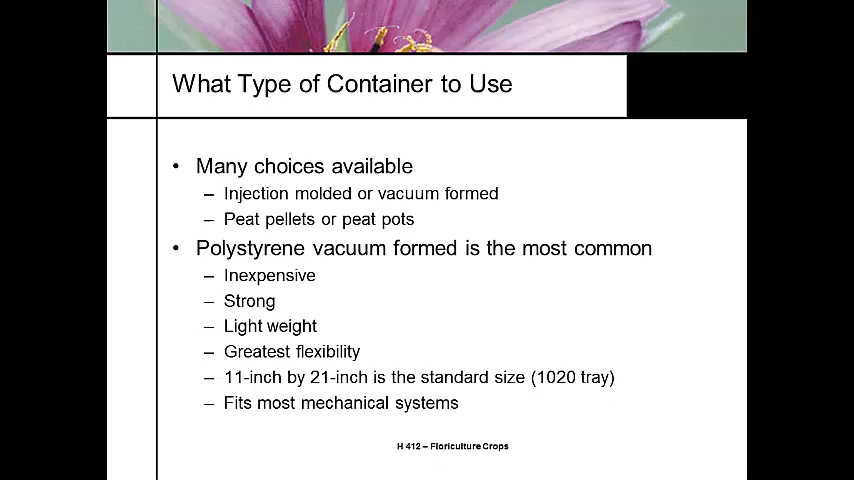 What Type of Container to Use
• Many choices available
– Injection molded or vacuum formed
– Peat pellets or peat pots
• Polystyrene vacuum formed is the most common
– Inexpensive
– Strong
– Light weight
– Greatest flexibility
– 11-inch by 21-inch is the standard size (1020 tray)
– Fits most mechanical systems
H 412 – Floriculture Crops